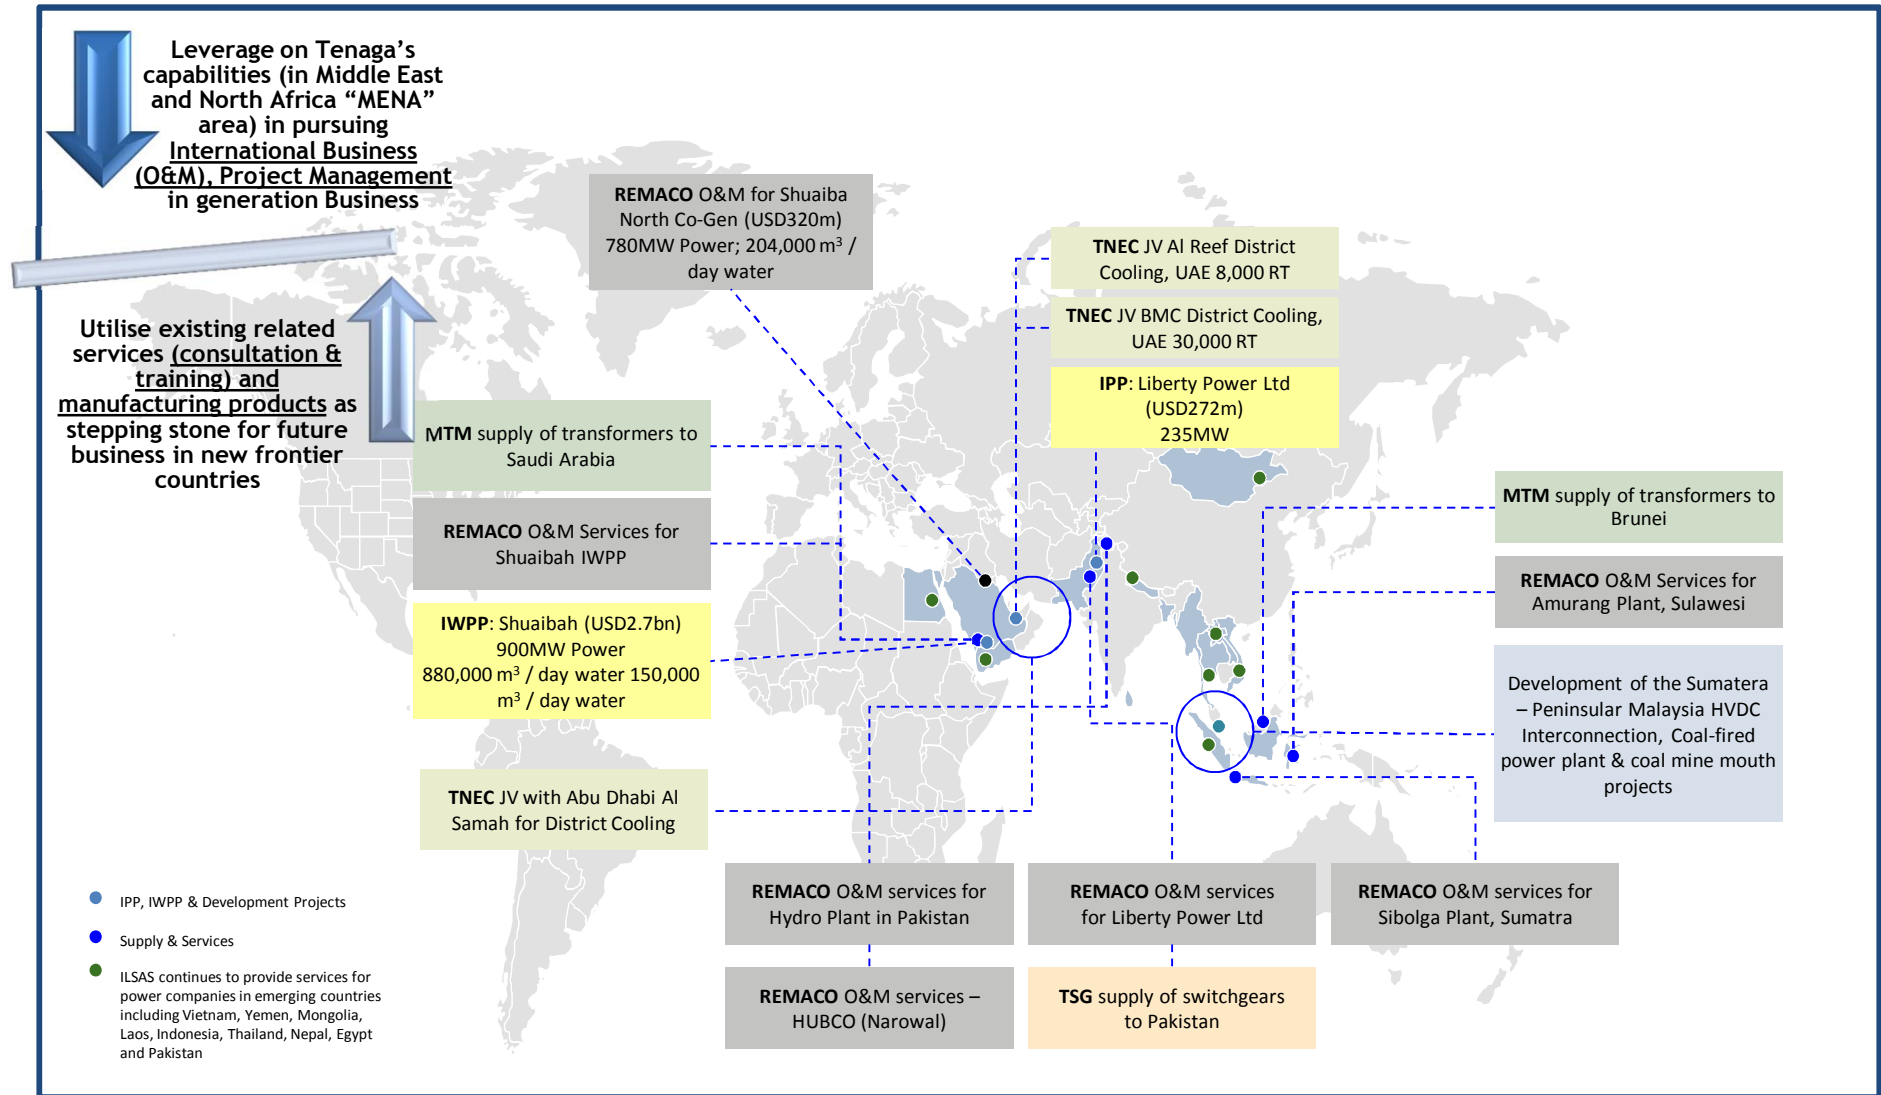 Leverage on Tenaga’s
capabilities (in Middle East
and North Africa “MENA”
area) in pursuing
International Business
(O&M), Project Management
in generation Business
Utilise existing related
services (consultation &
training) and
manufacturing products as
stepping stone for future
business in new frontier
countries
REMACO O&M for Shuaiba
North Co-Gen (USD320m)
780MW Power; 204,000 m³ /
day water
TNEC JV Al Reef District
Cooling, UAE 8,000 RT
TNEC JV BMC District Cooling,
UAE 30,000 RT
IPP: Liberty Power Ltd
(USD272m)
235MW
MTM supply of transformers to
Saudi Arabia
REMACO O&M Services for
Shuaibah IWPP
IWPP: Shuaibah (USD2.7bn)
900MW Power
880,000 m³ / day water 150,000
m³ / day water
TNEC JV with Abu Dhabi Al
Samah for District Cooling
MTM supply of transformers to
Brunei
REMACO O&M Services for
Amurang Plant, Sulawesi
Development of the Sumatera
– Peninsular Malaysia HVDC
Interconnection, Coal-fired
power plant & coal mine mouth
projects
REMACO O&M services for
Hydro Plant in Pakistan
REMACO O&M services
for Liberty Power Ltd
REMACO O&M services for
Sibolga Plant, Sumatra
REMACO O&M services –
HUBCO (Narowal)
TSG supply of switchgears
to Pakistan
IPP, IWPP & Development Projects
Supply & Services
ILSAS continues to provide services for
power companies in emerging countries
including Vietnam, Yemen, Mongolia,
Laos, Indonesia, Thailand, Nepal, Egypt
and Pakistan